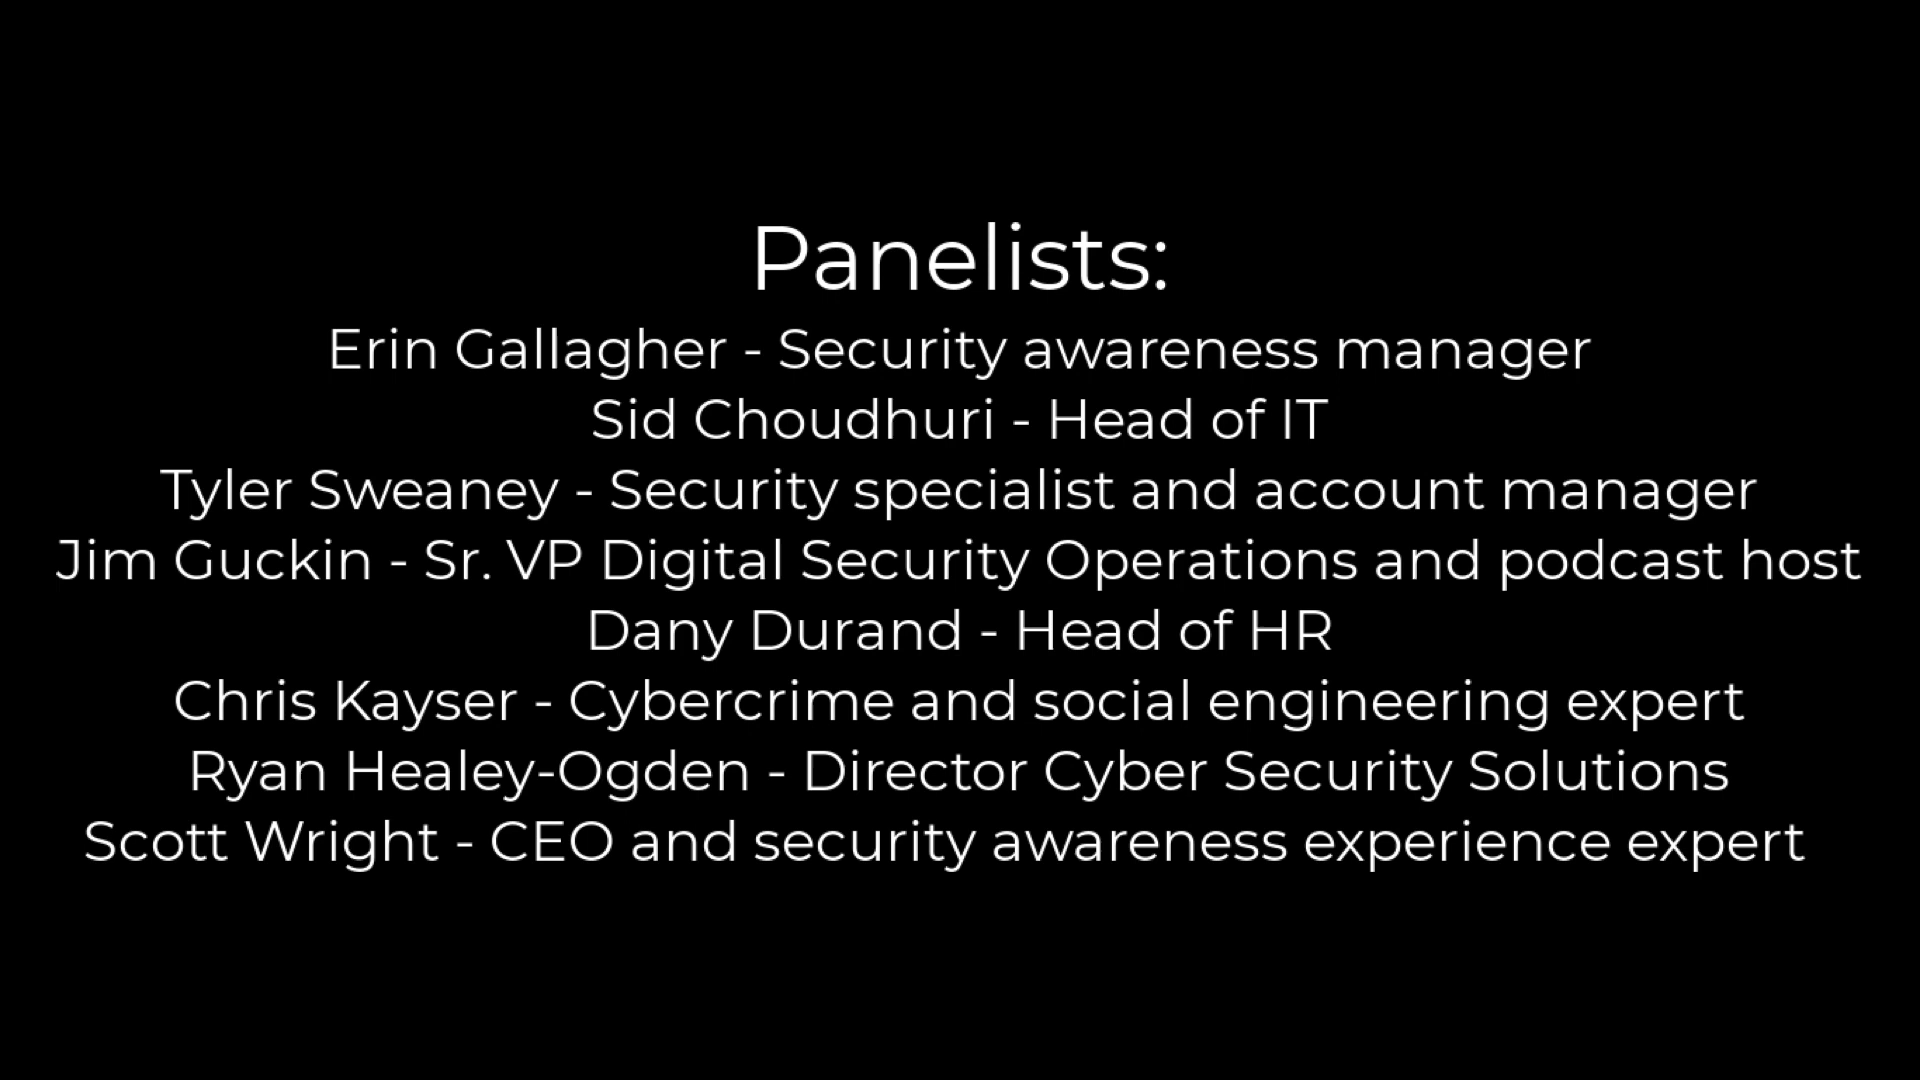 Panelists:
Erin Gallagher - Security awareness manager
Sid Choudhuri - Head of IT
Tyler Sweaney - Security specialist and account manager
Jim Guckin - Sr. VP Digital Security Operations and podcast host
Dany Durand - Head of HR
Chris Kayser - Cybercrime and social engineering expert
Ryan Healey-Ogden - Director Cyber Security Solutions
Scott Wright - CEO and security awareness experience expert